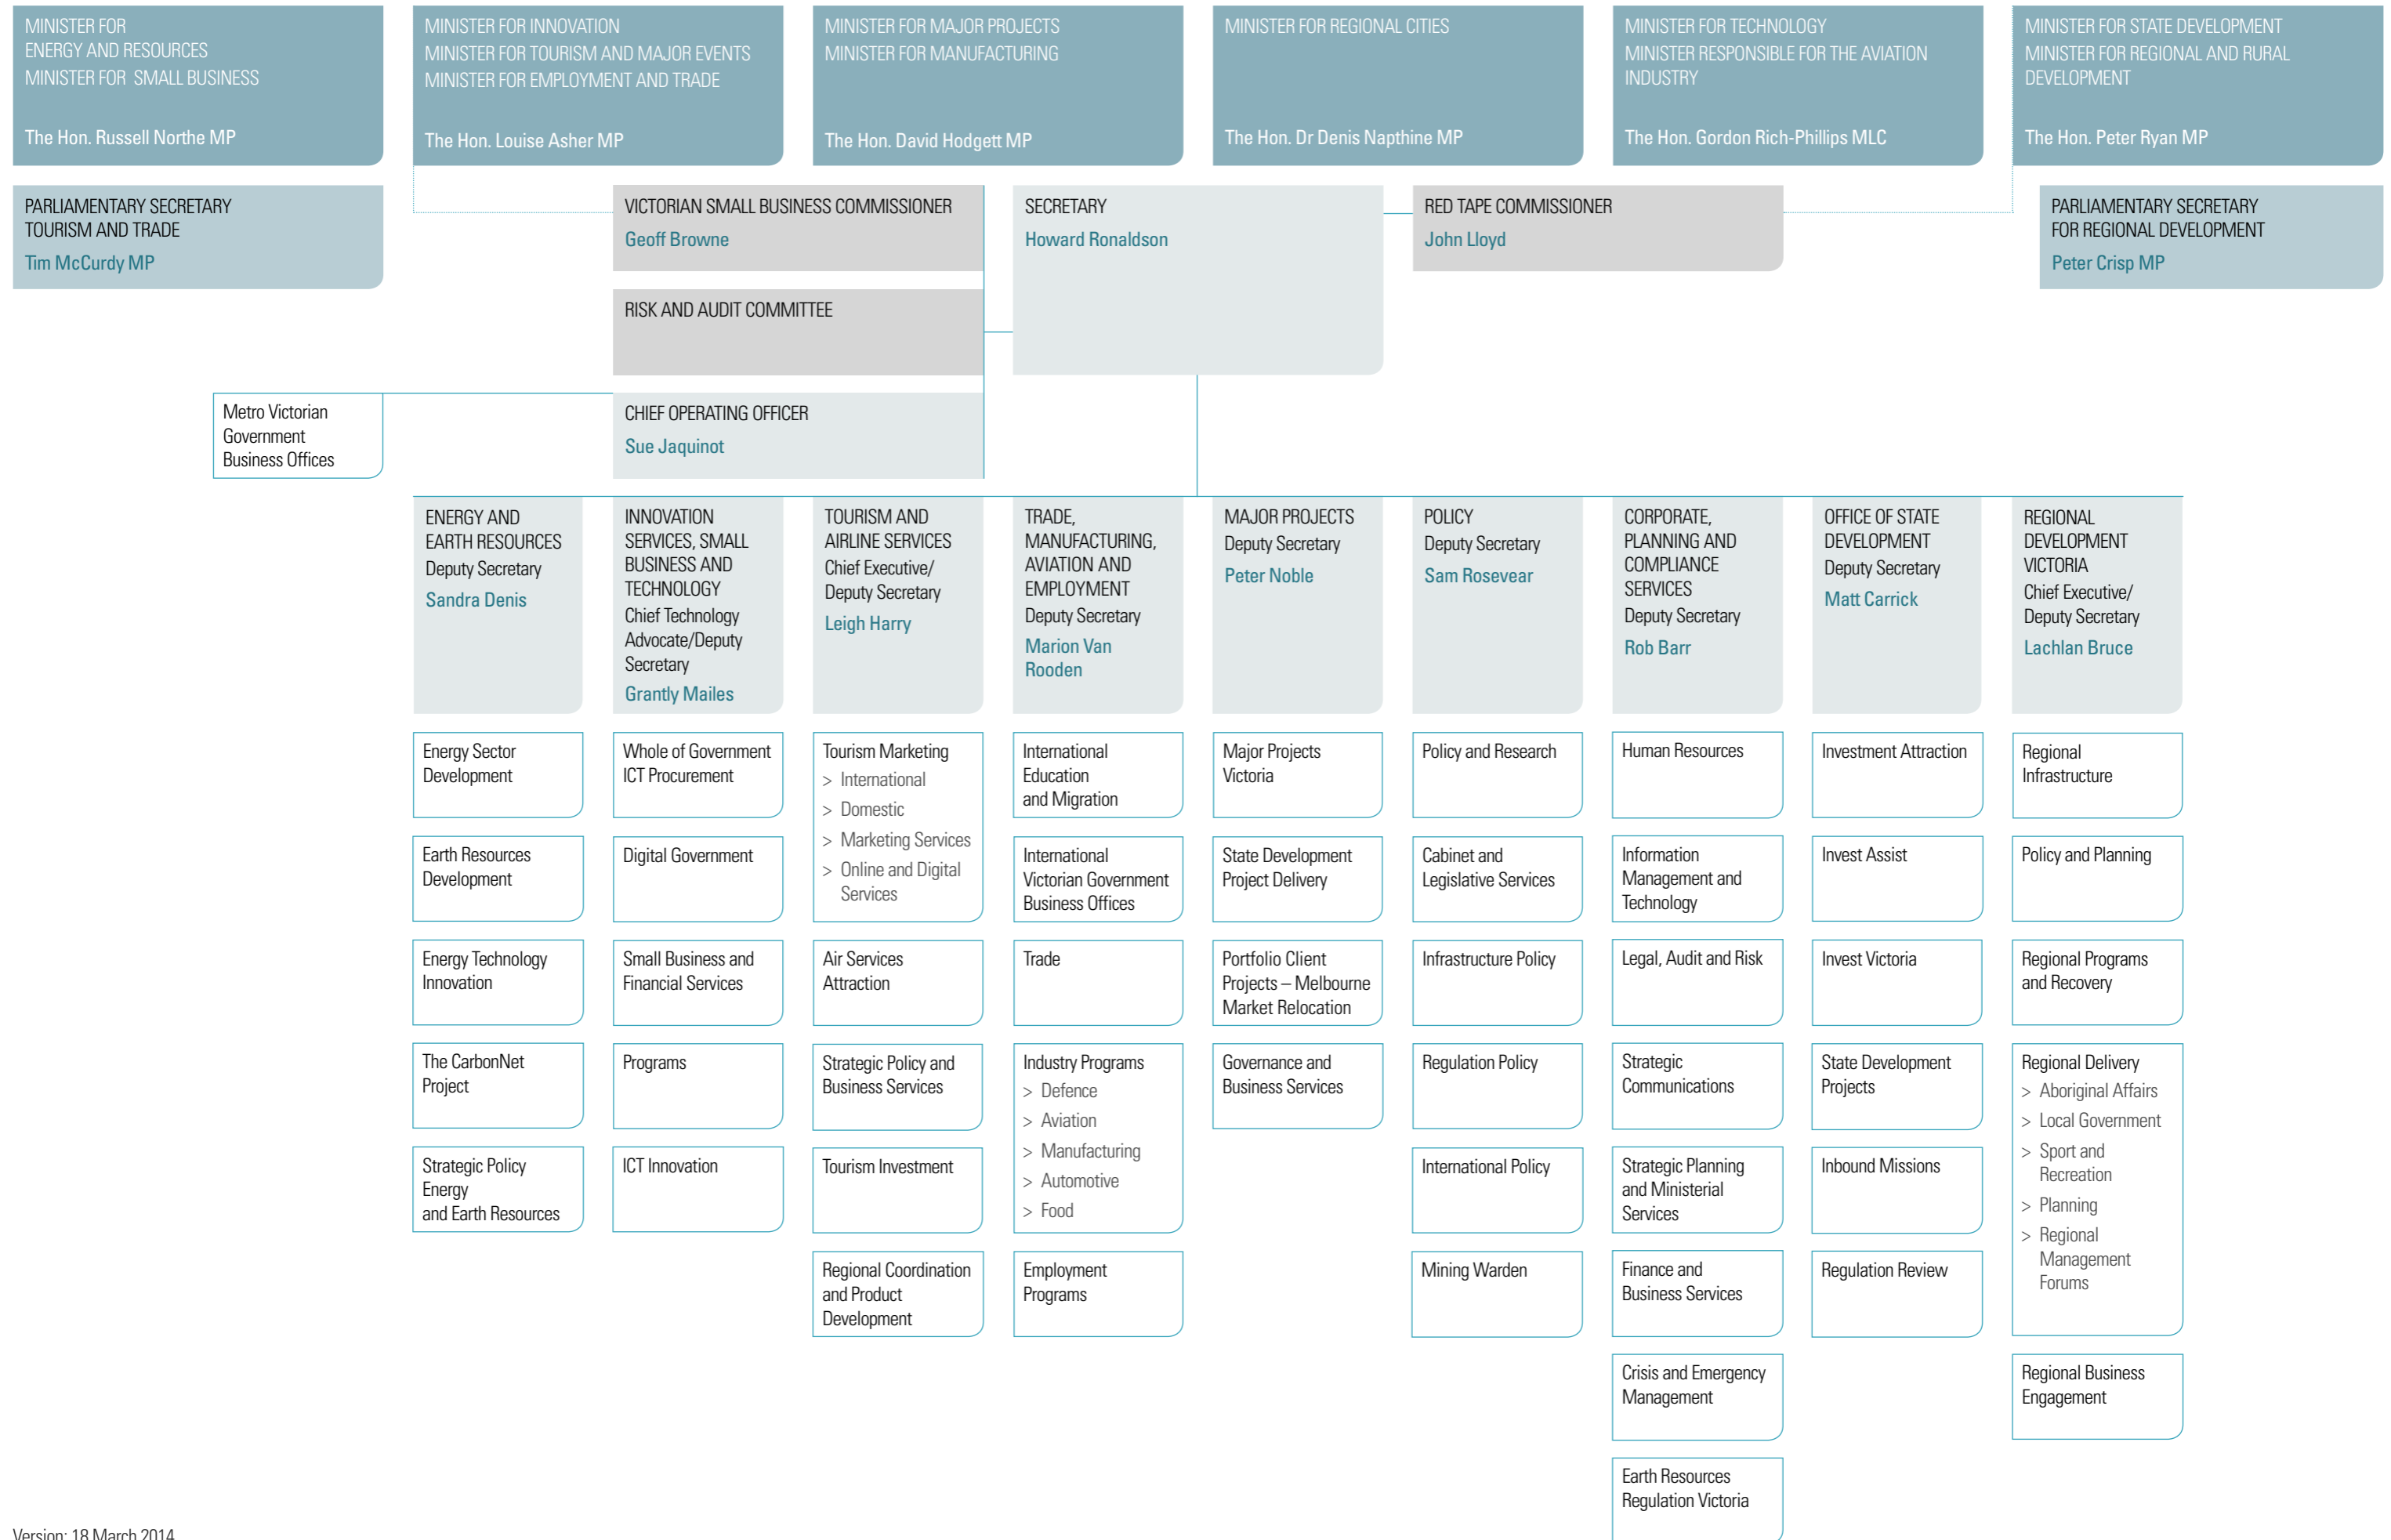 MINISTER FOR
ENERGY AND RESOURCES
MINISTER FOR SMALL BUSINESS
The Hon. Russell Northe MP
MINISTER FOR INNOVATION
MINISTER FOR TOURISM AND MAJOR EVENTS
MINISTER FOR EMPLOYMENT AND TRADE
The Hon. Louise Asher MP
MINISTER FOR MAJOR PROJECTS
MINISTER FOR MANUFACTURING
The Hon. David Hodgett MP
MINISTER FOR REGIONAL CITIES
The Hon. Dr Denis Napthine MP
MINISTER FOR TECHNOLOGY
MINISTER RESPONSIBLE FOR THE AVIATION
INDUSTRY
The Hon. Gordon Rich-Phillips MLC
MINISTER FOR STATE DEVELOPMENT
MINISTER FOR REGIONAL AND RURAL
DEVELOPMENT
The Hon. Peter Ryan MP
PARLIAMENTARY SECRETARY
TOURISM AND TRADE
Tim McCurdy MP
VICTORIAN SMALL BUSINESS COMMISSIONER
Geoff Browne
SECRETARY
Howard Ronaldson
RED TAPE COMMISSIONER
John Lloyd
PARLIAMENTARY SECRETARY
FOR REGIONAL DEVELOPMENT
Peter Crisp MP
RISK AND AUDIT COMMITTEE
Metro Victorian
Government
Business Offices
CHIEF OPERATING OFFICER
Sue Jaquinot
ENERGY AND
EARTH RESOURCES
Deputy Secretary
Sandra Denis
Energy Sector
Development
Earth Resources
Development
Energy Technology
Innovation
The CarbonNet
Project
Strategic Policy
Energy
and Earth Resources
INNOVATION
SERVICES, SMALL
BUSINESS AND
TECHNOLOGY
Chief Technology
Advocate/Deputy
Secretary
Grantly Mailes
Whole of Government
ICT Procurement
Digital Government
Small Business and
Financial Services
Programs
ICT Innovation
TOURISM AND
AIRLINE SERVICES
Chief Executive/
Deputy Secretary
Leigh Harry
Tourism Marketing
> International
> Domestic
> Marketing Services
> Online and Digital
Services
Air Services
Attraction
Strategic Policy and
Business Services
Tourism Investment
Regional Coordination
and Product
Development
TRADE,
MANUFACTURING,
AVIATION AND
EMPLOYMENT
Deputy Secretary
Marion Van
Rooden
International
Education
and Migration
International
Victorian Government
Business Offices
Trade
Industry Programs
> Defence
> Aviation
> Manufacturing
> Automotive
> Food
Employment
Programs
MAJOR PROJECTS
Deputy Secretary
Peter Noble
Major Projects
Victoria
State Development
Project Delivery
Portfolio Client
Projects – Melbourne
Market Relocation
Governance and
Business Services
POLICY
Deputy Secretary
Sam Rosevear
Policy and Research
Cabinet and
Legislative Services
Infrastructure Policy
Regulation Policy
International Policy
Mining Warden
CORPORATE,
PLANNING AND
COMPLIANCE
SERVICES
Deputy Secretary
Rob Barr
Human Resources
Information
Management and
Technology
Legal, Audit and Risk
Strategic
Communications
Strategic Planning
and Ministerial
Services
Finance and
Business Services
Crisis and Emergency
Management
Earth Resources
Regulation Victoria
OFFICE OF STATE
DEVELOPMENT
Deputy Secretary
Matt Carrick
Investment Attraction
Invest Assist
Invest Victoria
State Development
Projects
Inbound Missions
Regulation Review
REGIONAL
DEVELOPMENT
VICTORIA
Chief Executive/
Deputy Secretary
Lachlan Bruce
Regional
Infrastructure
Policy and Planning
Regional Programs
and Recovery
Regional Delivery
> Aboriginal Affairs
> Local Government
> Sport and
Recreation
> Planning
> Regional
Management
Forums
Regional Business
Engagement
Version: 18 March 2014